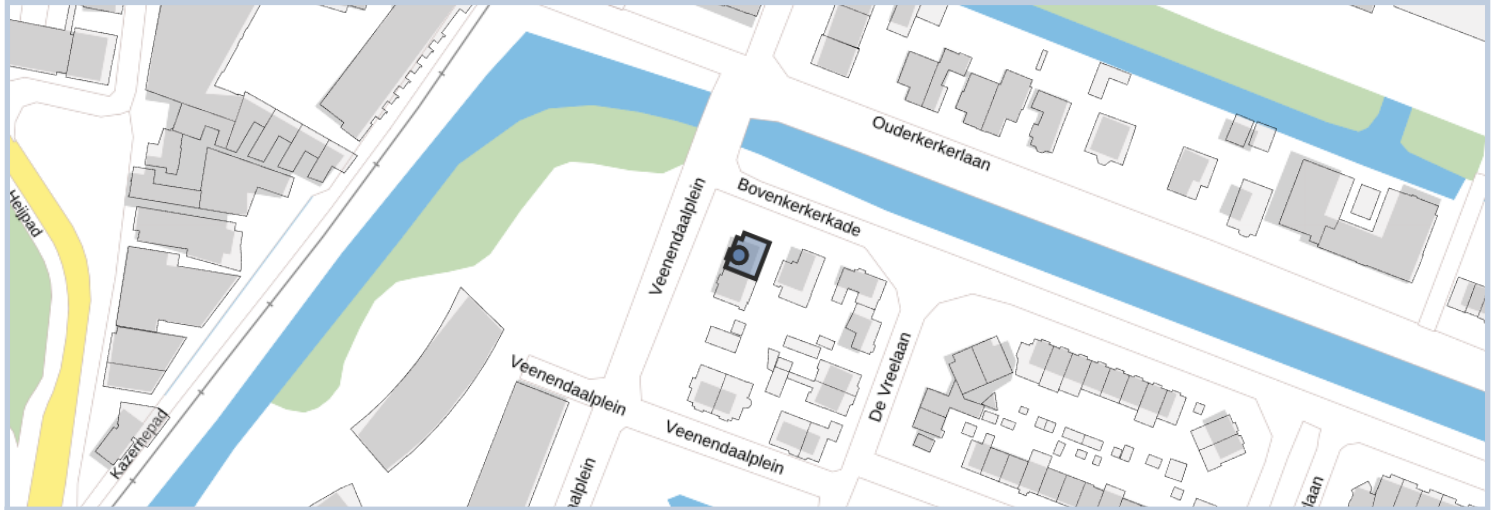 Ouderkerkerlaan
Bovenkerkerkade
Veenendaalplein
Heijpad
De Vreelaan
Veenendaalplein
Veenendaalplein
Kazernepad
aalplein
laan